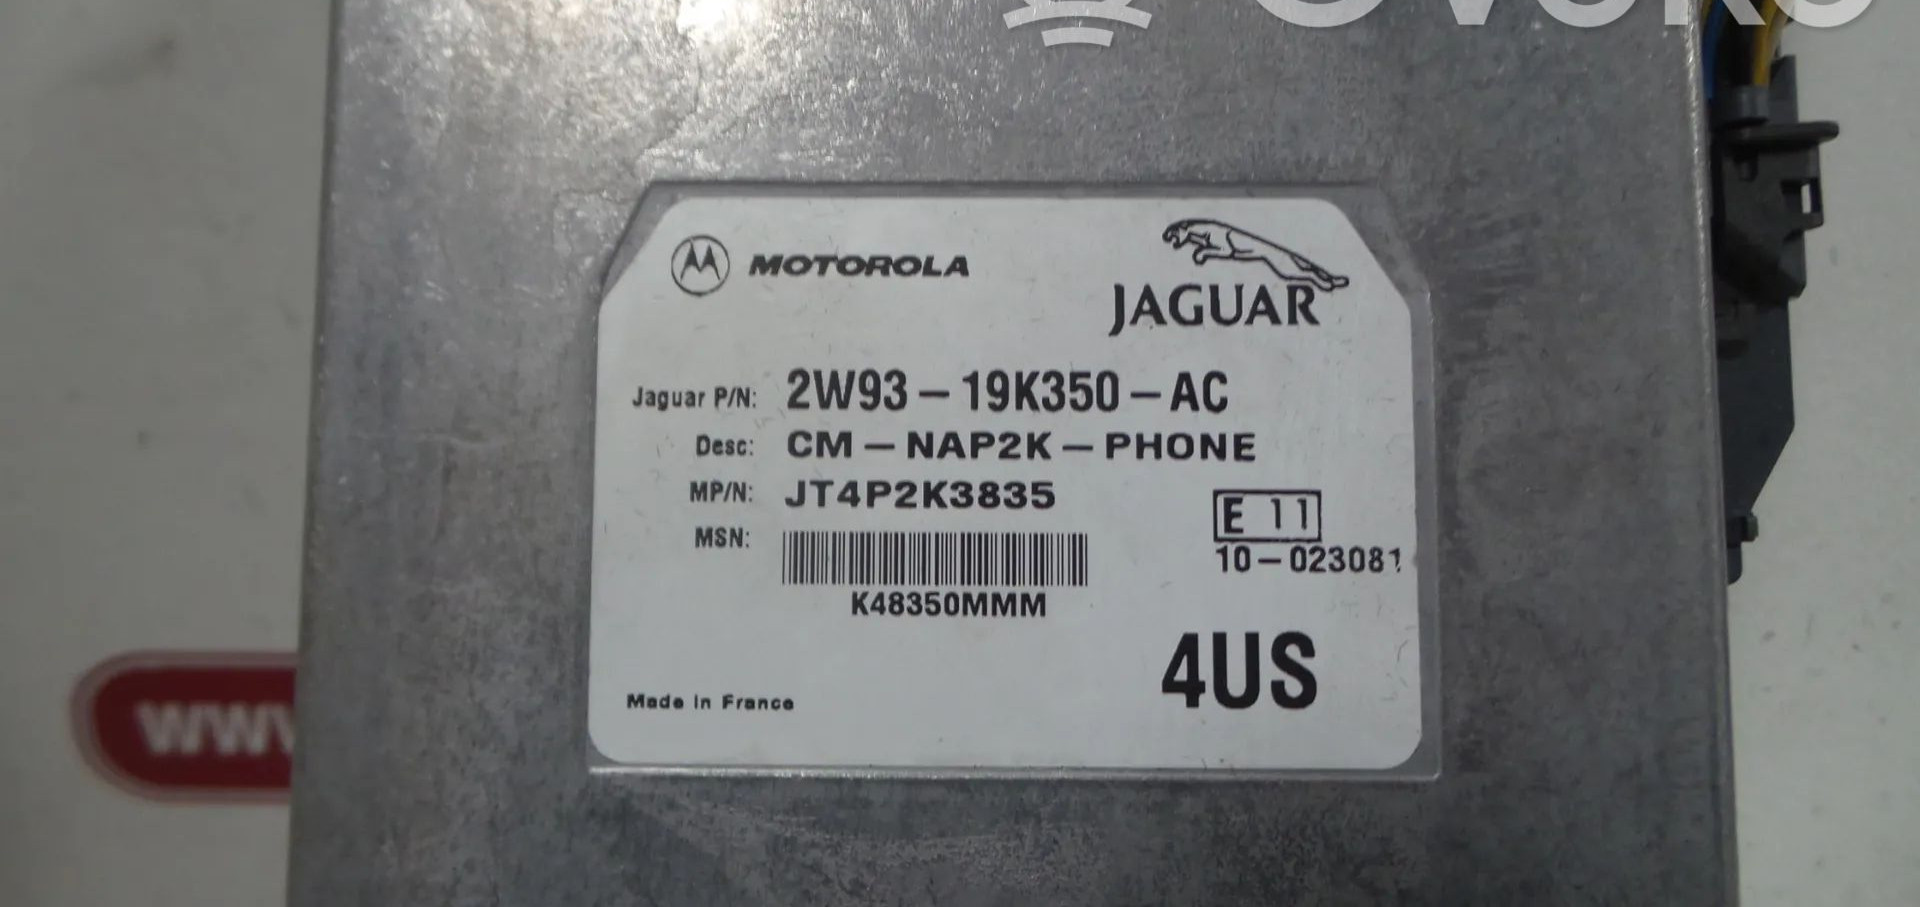 MOTOROLA
JAGUAR
Jaguar P/N: 2W93-19K350-AC
Desc: CM-NAP2K-PHONE
MP/N: JT4P2K3835
MSN:
K48350MMM
E 11
10-023081
4US
Made in France
www